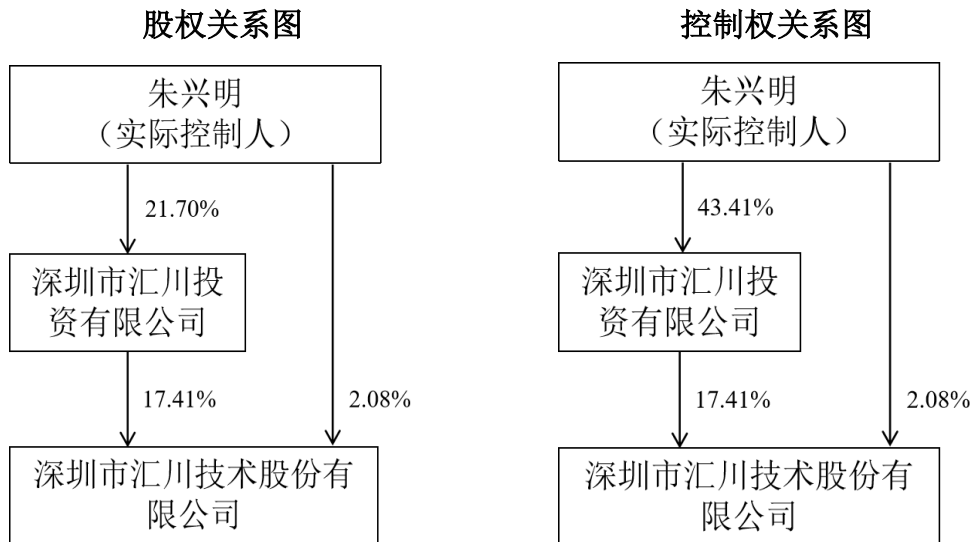 股权关系图
朱兴明
（实际控制人）
21.70%
深圳市汇川投
资有限公司
17.41%
2.08%
深圳市汇川技术股份有
限公司
控制权关系图
朱兴明
（实际控制人）
43.41%
深圳市汇川投
资有限公司
17.41%
2.08%
深圳市汇川技术股份有
限公司